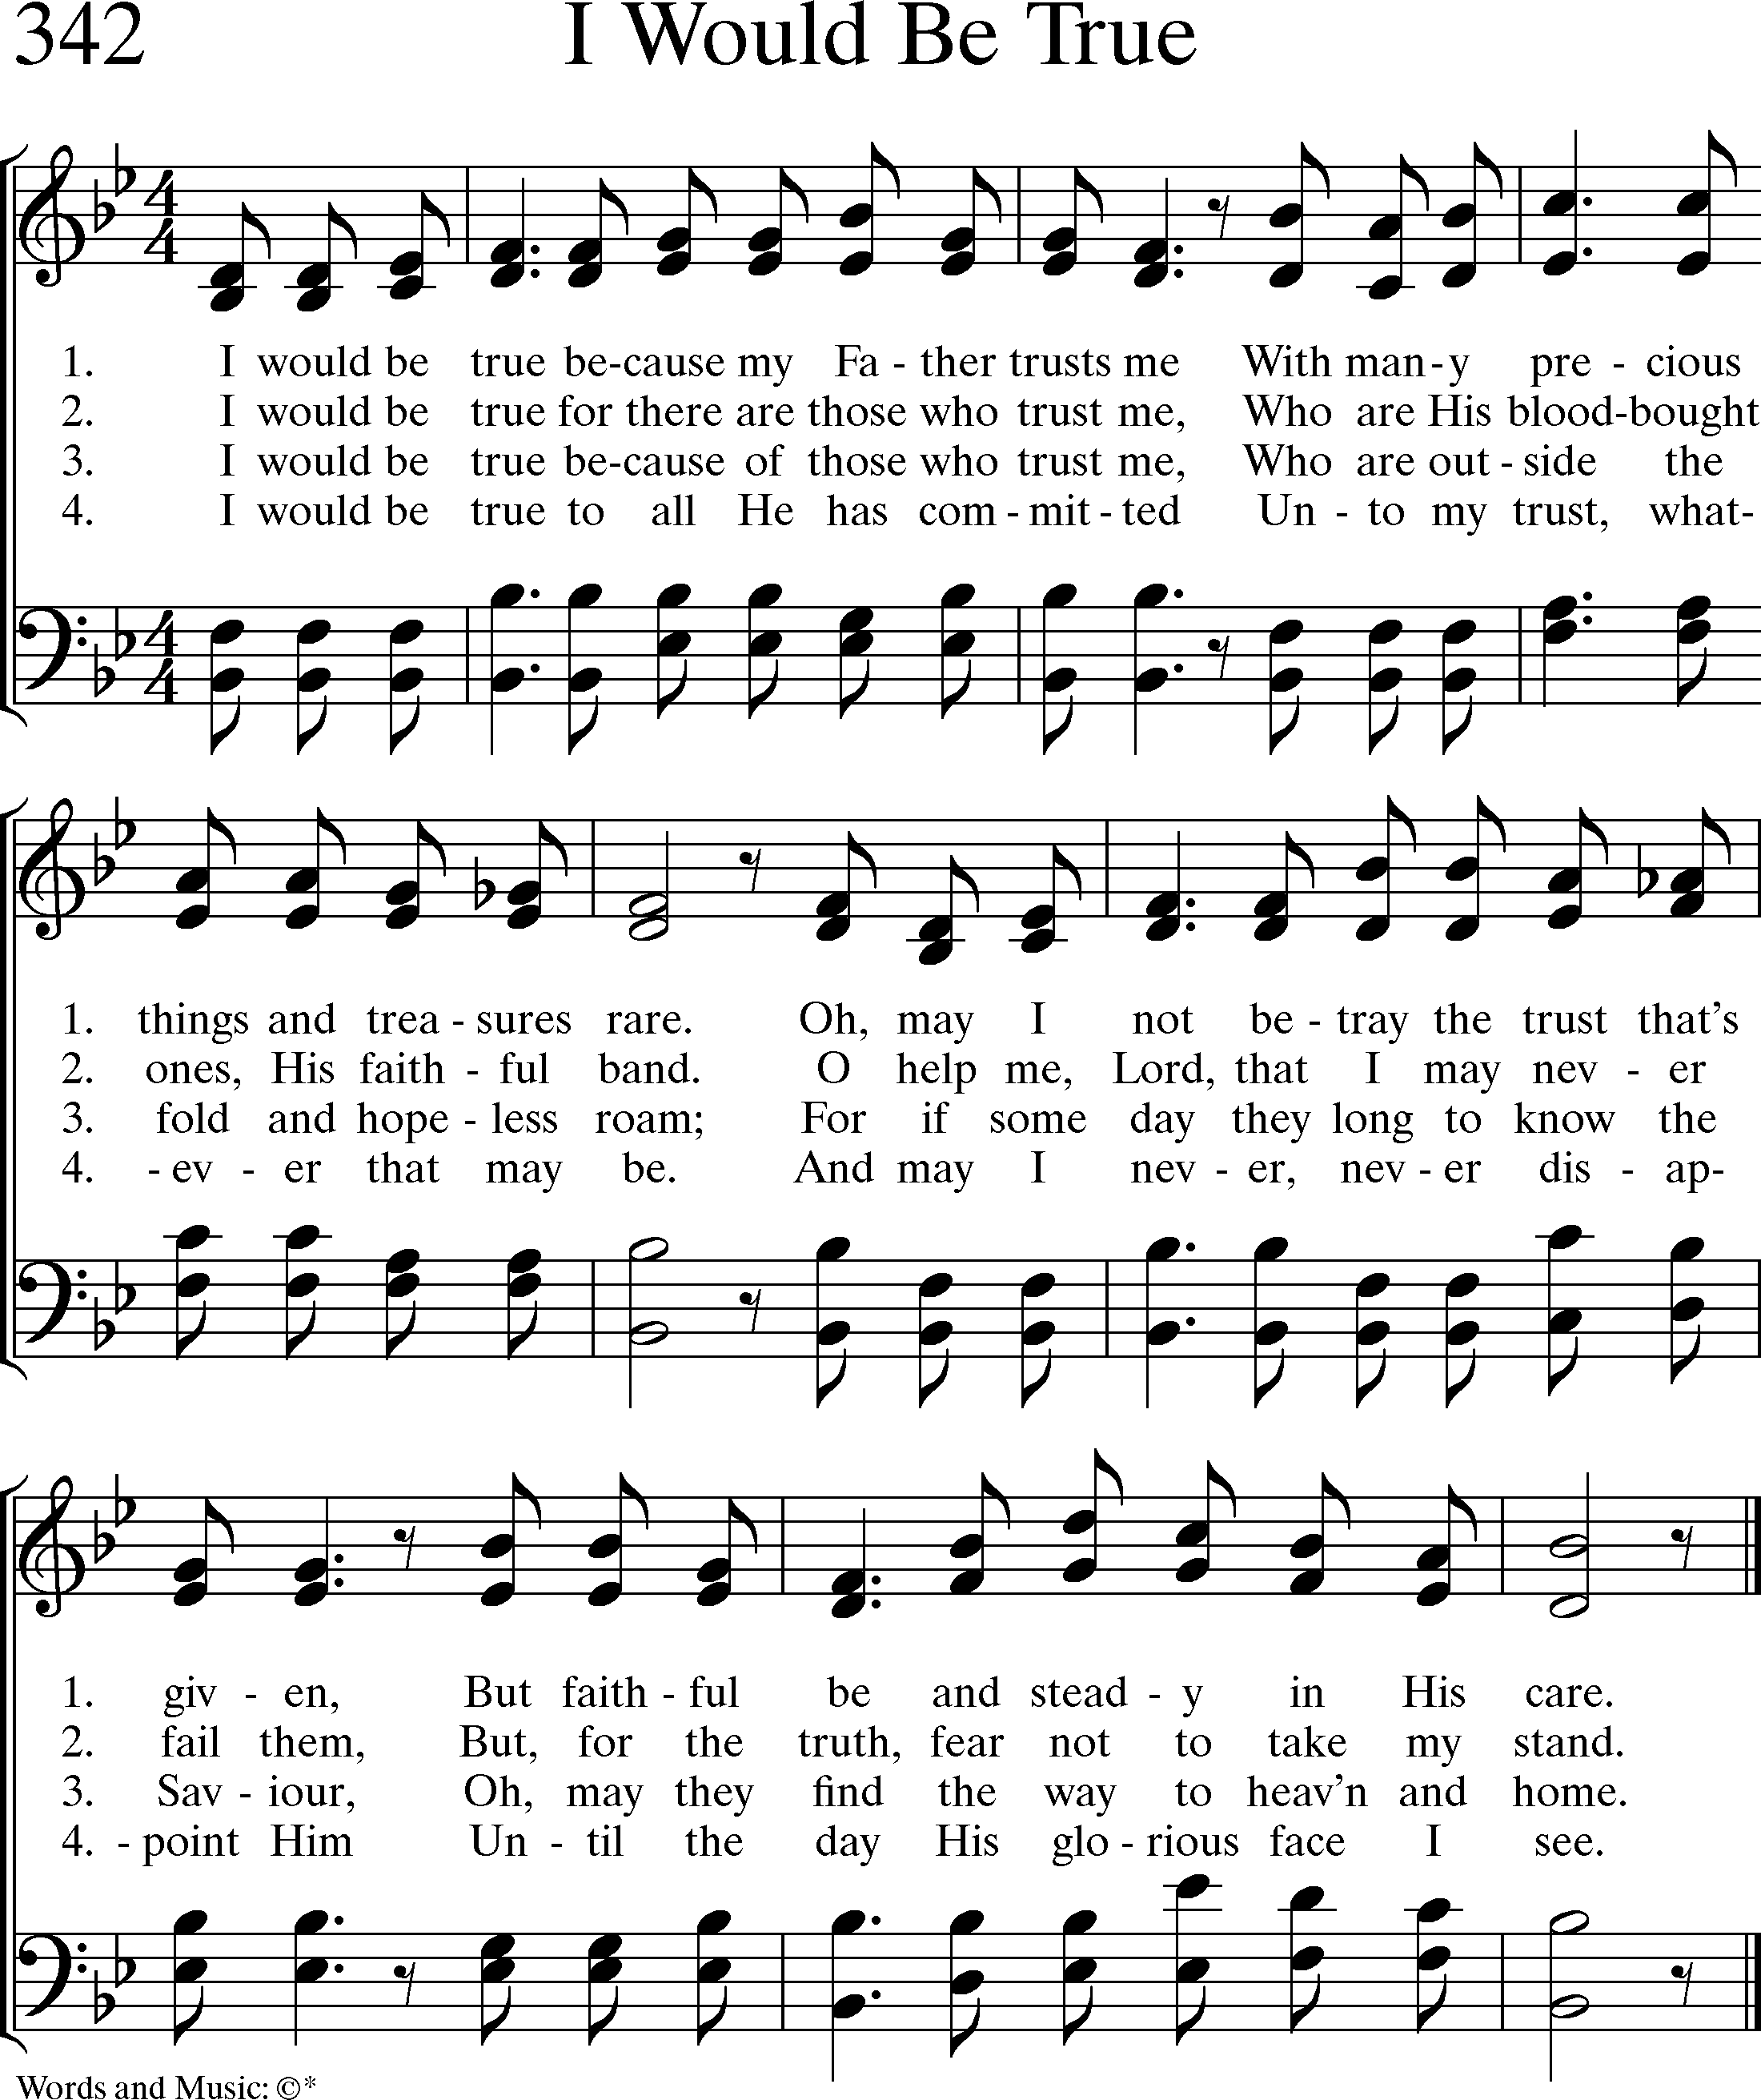 342 I Would Be True
1. I would be true be-cause my Fa - ther trusts me With man-y pre - cious
2. I would be true for there are those who trust me, Who are His blood-bought
3. I would be true be-cause of those who trust me, Who are out - side the
4. I would be true to all He has com - mit - ted Un - to my trust, what-
1. things and trea - sures rare. Oh, may I not be - tray the trust that's
2. ones, His faith - ful band. O help me, Lord, that I may nev - er
3. fold and hope - less roam; For if some day they long to know the
4. - ev - er that may be. And may I nev - er, nev - er dis - ap-
1. giv - en, But faith - ful be and stead - y in His care.
2. fail them, But, for the truth, fear not to take my stand.
3. Sav - iour, Oh, may they find the way to heav'n and home.
4. - point Him Un - til the day His glo - rious face I see.
Words and Music: ©*